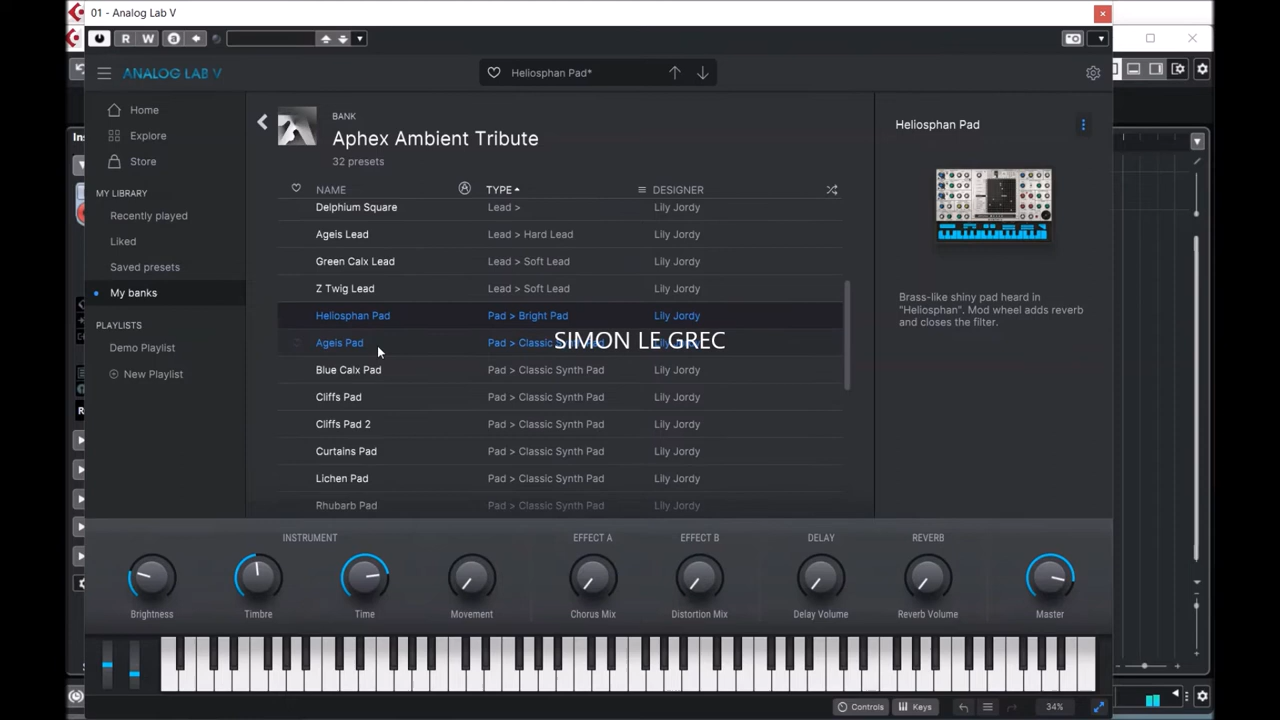 01 - Analog Lab V
R W
ANALOG LAB V
Heliosphan Pad*
Home
Explore
Store
MY LIBRARY
Recently played
Liked
Saved presets
My banks
PLAYLISTS
Demo Playlist
New Playlist
BANK
Aphex Ambient Tribute
32 presets
NAME TYPE DESIGNER
Delphium Square Lead > Lily Jordy
Ageis Lead Lead > Hard Lead Lily Jordy
Green Calx Lead Lead > Soft Lead Lily Jordy
Z Twig Lead Lead > Soft Lead Lily Jordy
Heliosphan Pad Pad > Bright Pad Lily Jordy
Ageis Pad Pad > Classic Synth Pad Lily Jordy
SIMON LE GREC
Blue Calx Pad Pad > Classic Synth Pad Lily Jordy
Cliffs Pad Pad > Classic Synth Pad Lily Jordy
Cliffs Pad 2 Pad > Classic Synth Pad Lily Jordy
Curtains Pad Pad > Classic Synth Pad Lily Jordy
Lichen Pad Pad > Classic Synth Pad Lily Jordy
Rhubarb Pad Pad > Classic Synth Pad Lily Jordy
Heliosphan Pad
Brass-like shiny pad heard in
"Heliosphan". Mod wheel adds reverb
and closes the filter.
INSTRUMENT EFFECT A EFFECT B DELAY REVERB
Brightness Timbre Time Movement Chorus Mix Distortion Mix Delay Volume Reverb Volume Master
Controls Keys 34%